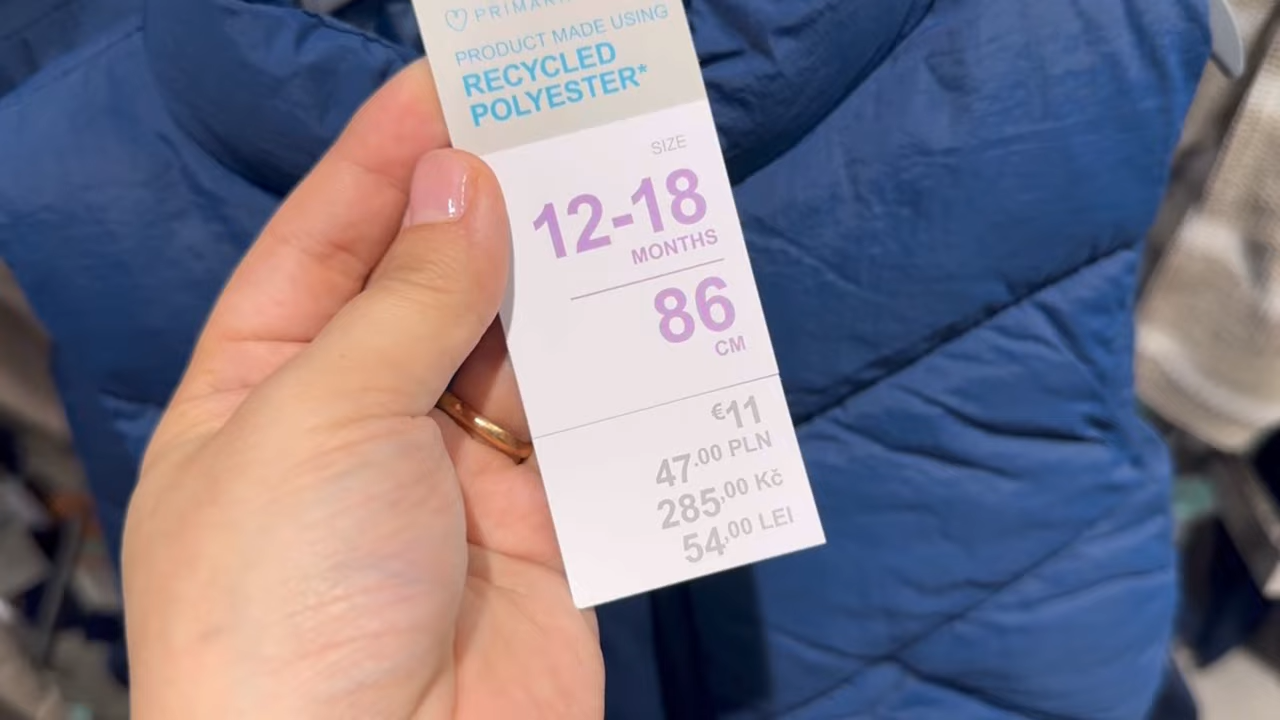 PRODUCT MADE USING
RECYCLED
POLYESTER*
SIZE
12-18
MONTHS
86
CM
€11
47.00 PLN
285,00 Kč
54,00 LEI